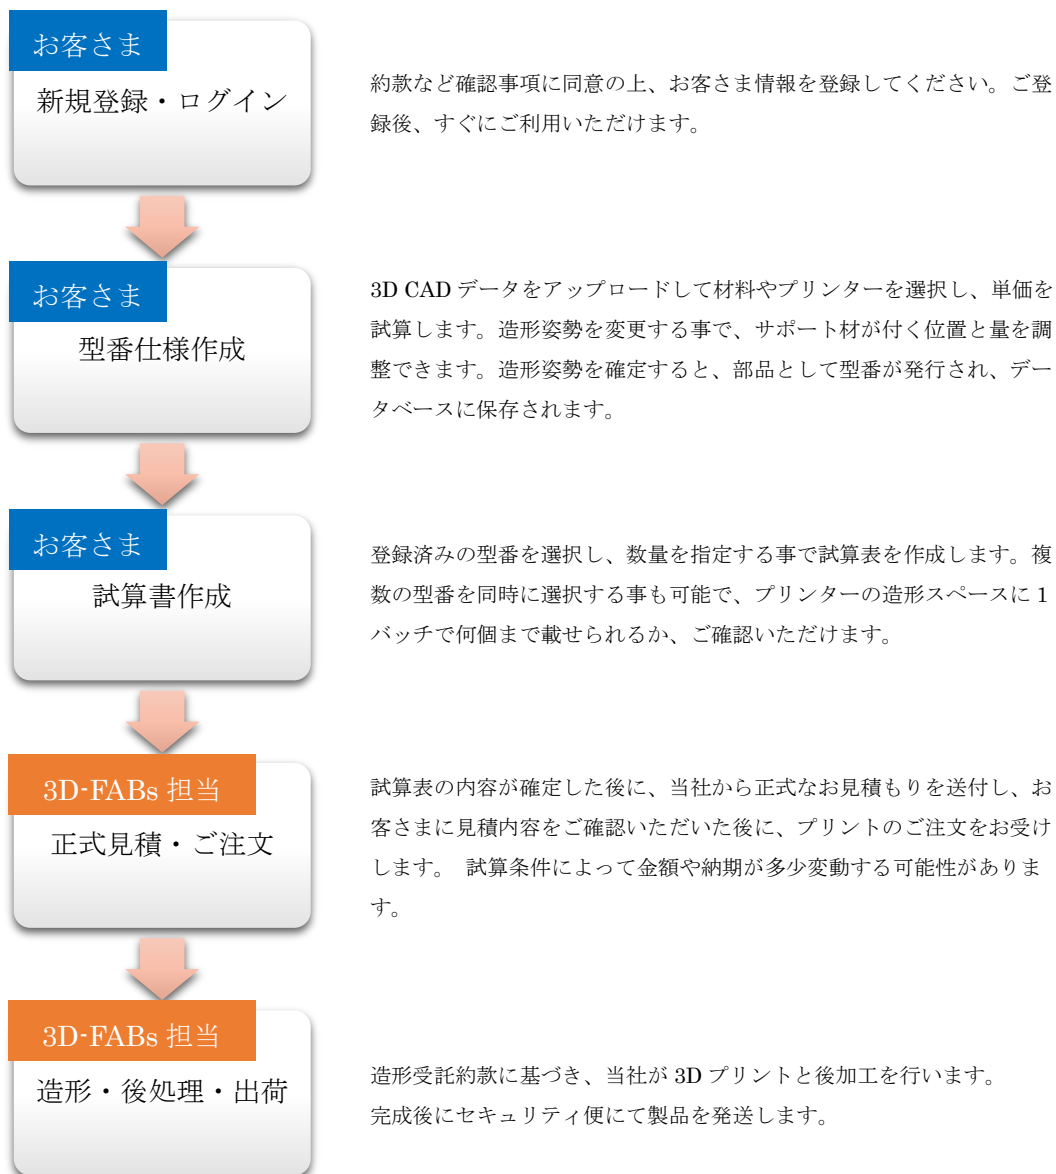 お客さま
新規登録・ログイン
約款など確認事項に同意の上、お客さま情報を登録してください。ご登
録後、すぐにご利用いただけます。
お客さま
型番仕様作成
3D CAD データをアップロードして材料やプリンターを選択し、単価を
試算します。造形姿勢を変更する事で、サポート材が付く位置と量を調
整できます。造形姿勢を確定すると、部品として型番が発行され、デー
タベースに保存されます。
お客さま
試算書作成
登録済みの型番を選択し、数量を指定する事で試算表を作成します。複
数の型番を同時に選択する事も可能で、プリンターの造形スペースに 1
バッチで何個まで載せられるか、ご確認いただけます。
3D-FABs 担当
正式見積・ご注文
試算表の内容が確定した後に、当社から正式なお見積もりを送付し、お
客さまに見積内容をご確認いただいた後に、プリントのご注文をお受け
します。 試算条件によって金額や納期が多少変動する可能性がありま
す。
3D-FABs 担当
造形・後処理・出荷
造形受託約款に基づき、当社が 3D プリントと後加工を行います。
完成後にセキュリティ便にて製品を発送します。